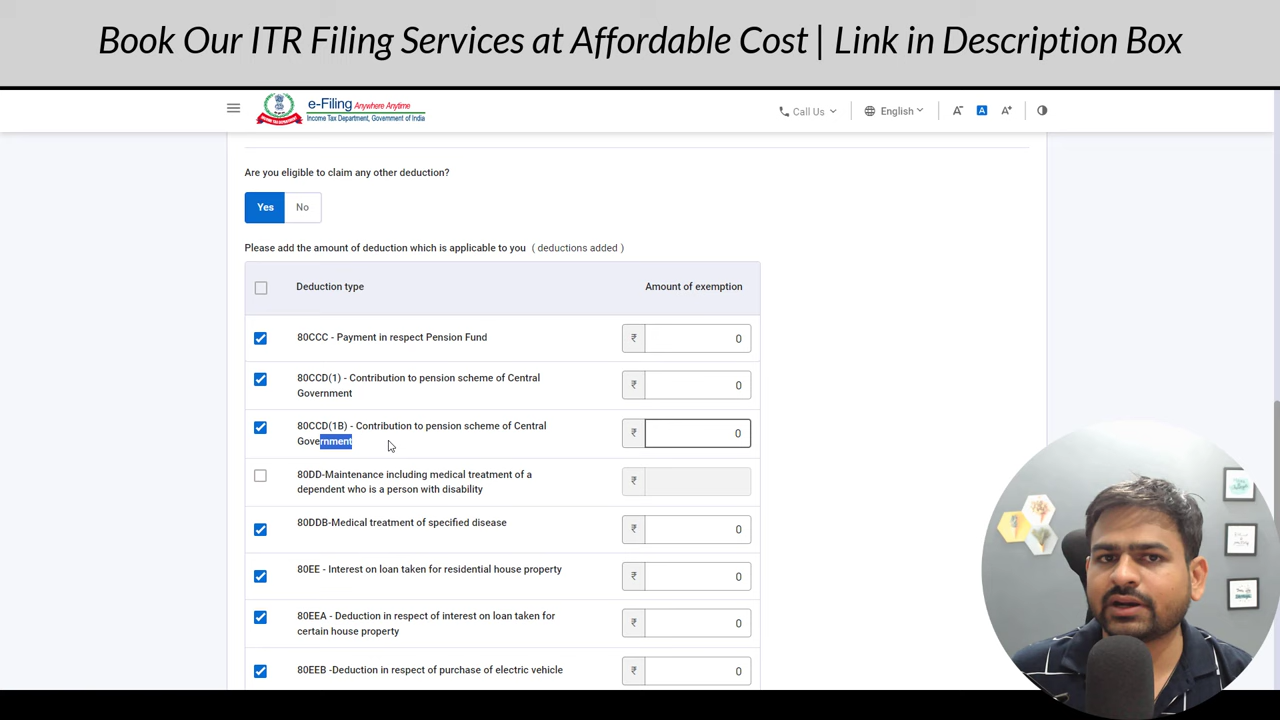 Book Our ITR Filing Services at Affordable Cost | Link in Description Box
e-Filing Anywhere Anytime
Income Tax Department, Government of India
Call Us
English
A-
A
A+
Are you eligible to claim any other deduction?
Yes No
Please add the amount of deduction which is applicable to you ( deductions added )
Deduction type Amount of exemption
80CCC - Payment in respect Pension Fund ₹ 0
80CCD(1) - Contribution to pension scheme of Central
Government
₹ 0
80CCD(1B) - Contribution to pension scheme of Central
Government
₹ 0
80DD-Maintenance including medical treatment of a
dependent who is a person with disability
₹
80DDB-Medical treatment of specified disease ₹ 0
80EE - Interest on loan taken for residential house property ₹ 0
80EEA - Deduction in respect of interest on loan taken for
certain house property
₹ 0
80EEB -Deduction in respect of purchase of electric vehicle ₹ 0